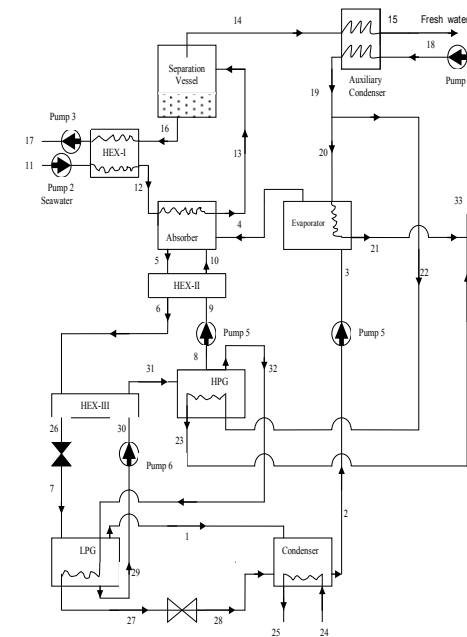 14
15
Fresh water
18
Separation
Vessel
Auxiliary
Condenser
Pump
19
Pump 3
16
17
HEX-I
11
13
20
12
Pump 2
Seawater
33
4
Evaporator
Absorber
21
5
10
3
22
HEX-II
6
9
Pump 5
Pump 5
8
31
32
HPG
HEX-III
26
30
23
Pump 6
7
2
1
LPG
Condenser
29
27
28
25
24